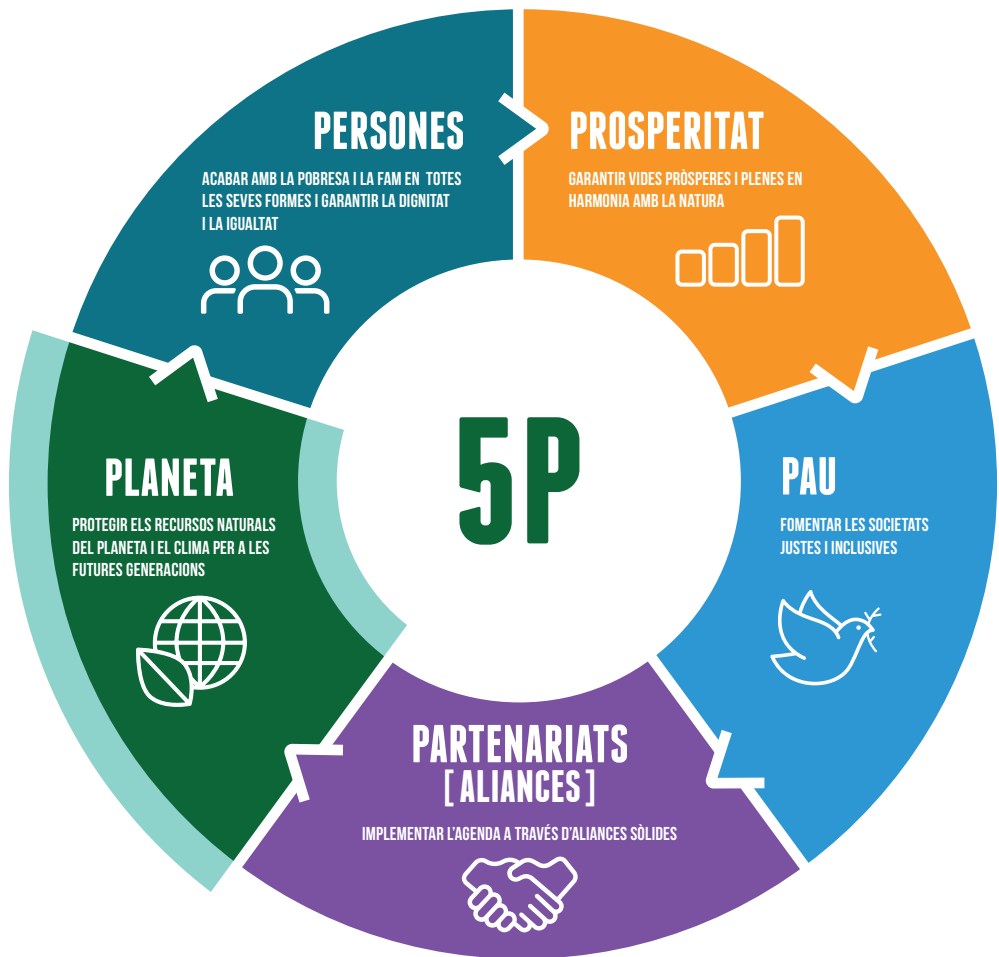 PERSONES
ACABAR AMB LA POBRESA I LA FAM EN TOTES
LES SEVES FORMES I GARANTIR LA DIGNITAT
I LA IGUALTAT
PROSPERITAT
GARANTIR VIDES PRÒSPERES I PLENES EN
HARMONIA AMB LA NATURA
5P
PLANETA
PROTEGIR ELS RECURSOS NATURALS
DEL PLANETA I EL CLIMA PER A LES
FUTURES GENERACIONS
PAU
FOMENTAR LES SOCIETATS
JUSTES I INCLUSIVES
PARTENARIATS
[ALIANCES]
IMPLEMENTAR L'AGENDA A TRAVÉS D'ALIANCES SÒLIDES